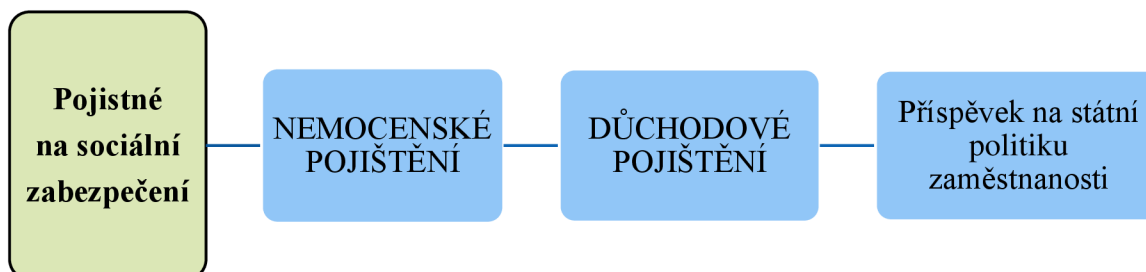 Pojistné
na sociální
zabezpečení
NEMOCENSKÉ
POJIŠTĚNÍ
DŮCHODOVÉ
POJIŠTĚNÍ
Příspěvek na státní
politiku
zaměstnanosti